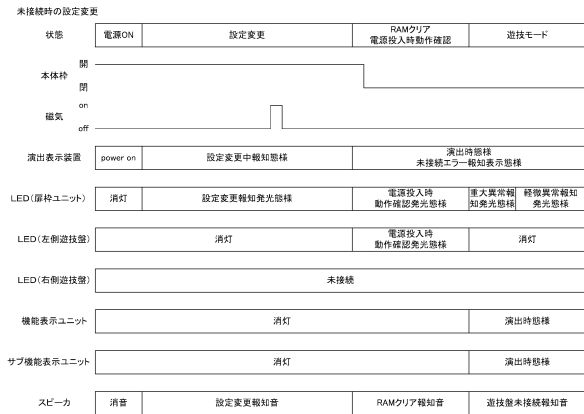 未接続時の設定変更
状態 電源ON 設定変更 RAMクリア 遊技モード
電源投入時動作確認
本体枠 開
閉
磁気 on
off
演出表示装置 power on 設定変更中報知態様 演出時態様
未接続エラー報知表示態様
LED(扉枠ユニット) 消灯 設定変更報知発光態様 電源投入時 重大異常報 軽微異常報知
動作確認発光態様 知発光態様 発光態様
LED(左側遊技盤) 消灯 電源投入時 消灯
動作確認発光態様
LED(右側遊技盤) 未接続
機能表示ユニット 消灯 演出時態様
サブ機能表示ユニット 消灯 演出時態様
スピーカ 消音 設定変更報知音 RAMクリア報知音 遊技盤未接続報知音